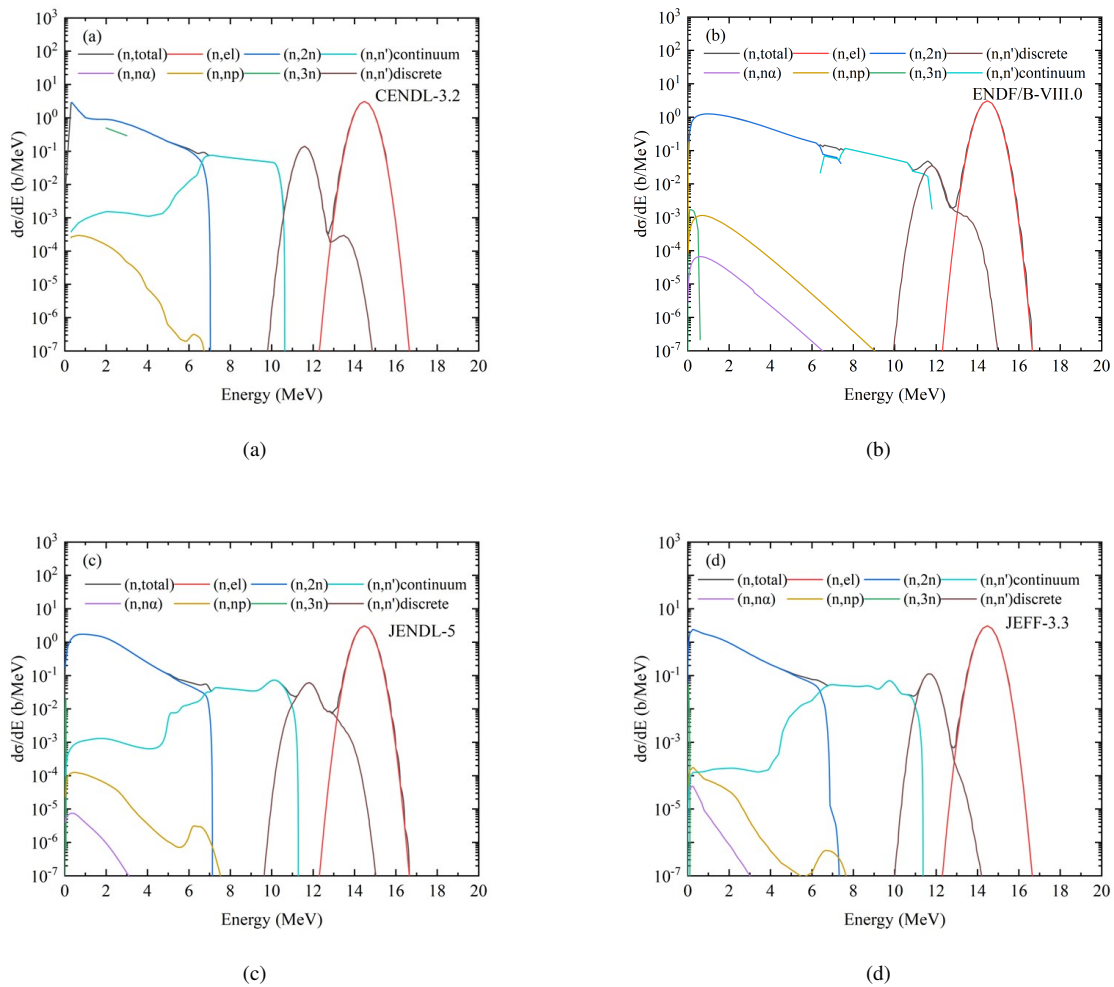 (a)
(n,total) (n,el) (n,2n) (n,n')continuum
(n,nα) (n,np) (n,3n) (n,n')discrete
CENDL-3.2
10³
10²
10¹
10⁰
10⁻¹
10⁻²
10⁻³
10⁻⁴
10⁻⁵
10⁻⁶
10⁻⁷
dσ/dE (b/MeV)
0 2 4 6 8 10 12 14 16 18 20
Energy (MeV)
(a)
(b)
(n,total) (n,el) (n,2n) (n,n')discrete
(n,nα) (n,np) (n,3n) (n,n')continuum
ENDF/B-VIII.0
10³
10²
10¹
10⁰
10⁻¹
10⁻²
10⁻³
10⁻⁴
10⁻⁵
10⁻⁶
10⁻⁷
dσ/dE (b/MeV)
0 2 4 6 8 10 12 14 16 18 20
Energy (MeV)
(b)
(c)
(n,total) (n,el) (n,2n) (n,n')continuum
(n,nα) (n,np) (n,3n) (n,n')discrete
JENDL-5
10³
10²
10¹
10⁰
10⁻¹
10⁻²
10⁻³
10⁻⁴
10⁻⁵
10⁻⁶
10⁻⁷
dσ/dE (b/MeV)
0 2 4 6 8 10 12 14 16 18 20
Energy (MeV)
(c)
(d)
(n,total) (n,el) (n,2n) (n,n')continuum
(n,nα) (n,np) (n,3n) (n,n')discrete
JEFF-3.3
10³
10²
10¹
10⁰
10⁻¹
10⁻²
10⁻³
10⁻⁴
10⁻⁵
10⁻⁶
10⁻⁷
dσ/dE (b/MeV)
0 2 4 6 8 10 12 14 16 18 20
Energy (MeV)
(d)